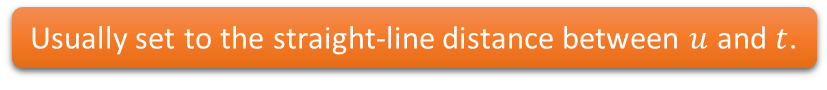 Usually set to the straight-line distance between 𝑢 and 𝑡.